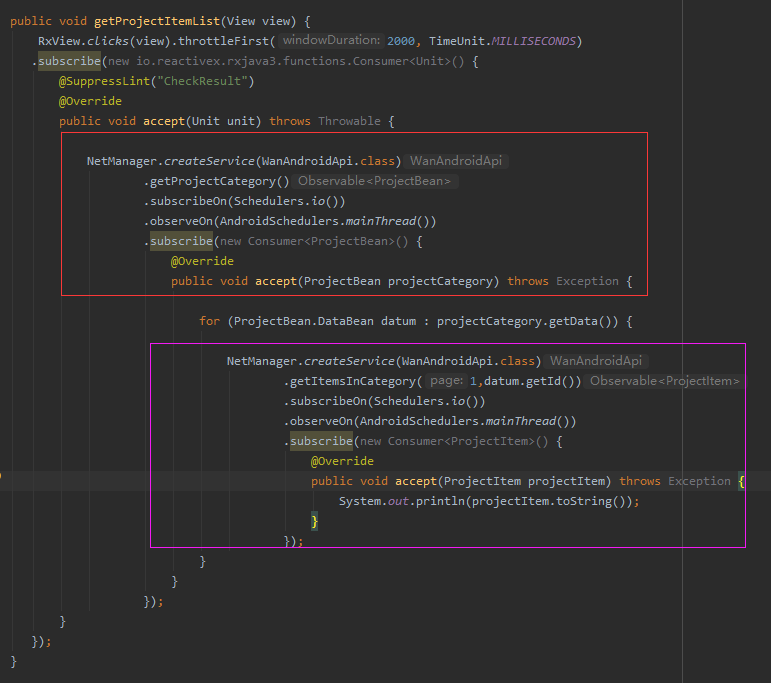 public void getProjectItemList(View view) {
RxView.clicks(view).throttleFirst( windowDuration: 2000, TimeUnit.MILLISECONDS)
.subscribe(new io.reactivex.rxjava3.functions.Consumer<Unit>() {
@SuppressLint("CheckResult")
@Override
public void accept(Unit unit) throws Throwable {
NetManager.createService(WanAndroidApi.class) WanAndroidApi
.getProjectCategory() Observable<ProjectBean>
.subscribeOn(Schedulers.io())
.observeOn(AndroidSchedulers.mainThread())
.subscribe(new Consumer<ProjectBean>() {
@Override
public void accept(ProjectBean projectCategory) throws Exception {
for (ProjectBean.DataBean datum : projectCategory.getData()) {
NetManager.createService(WanAndroidApi.class) WanAndroidApi
.getItemsInCategory( page: 1,datum.getId()) Observable<ProjectItem>
.subscribeOn(Schedulers.io())
.observeOn(AndroidSchedulers.mainThread())
.subscribe(new Consumer<ProjectItem>() {
@Override
public void accept(ProjectItem projectItem) throws Exception {
System.out.println(projectItem.toString());
}
});
}
}
});
}
});
}